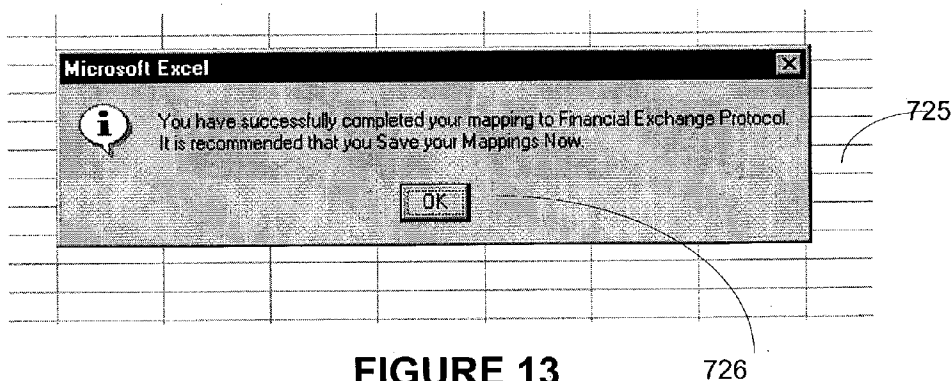 Microsoft Excel
You have successfully completed your mapping to Financial Exchange Protocol.
It is recommended that you Save your Mappings Now.
OK
725
FIGURE 13
726